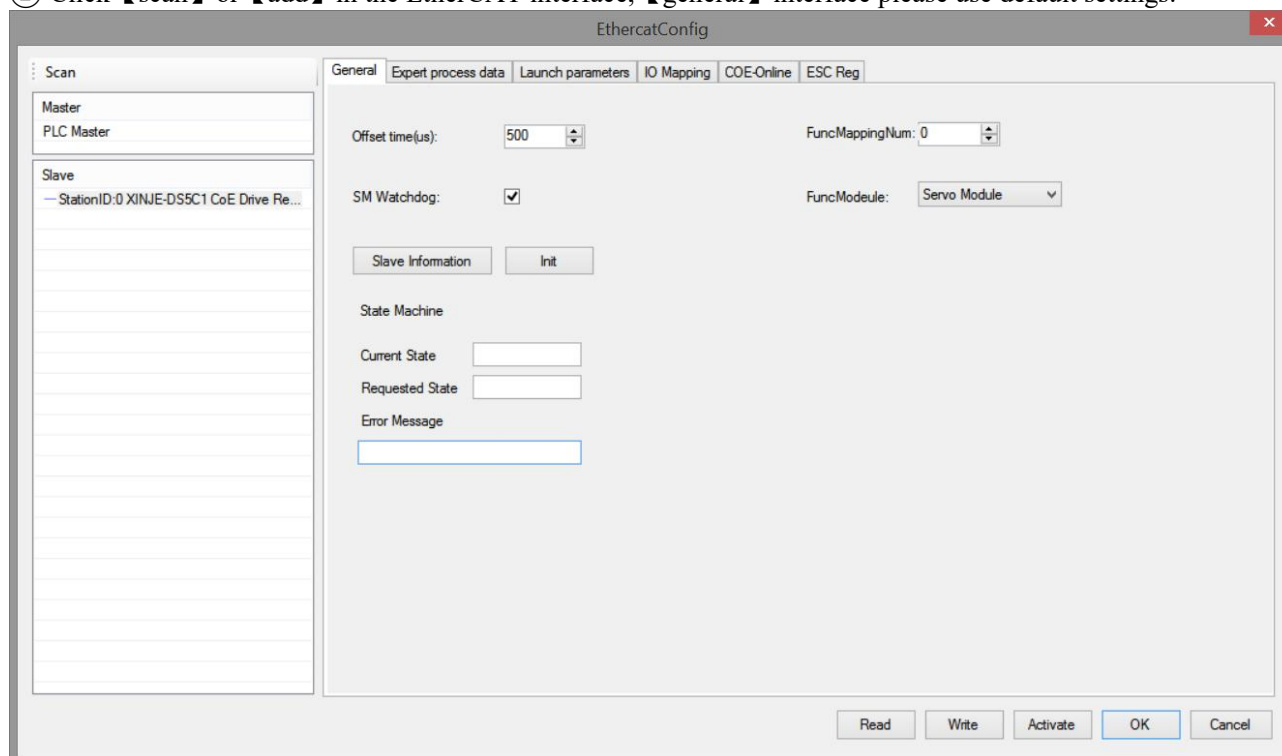 Click【scan】or【add】in the EtherCAT interface,【general】interface please use default settings.
EthercatConfig
Scan
General Expert process data Launch parameters IO Mapping COE-Online ESC Reg
Master
PLC Master
Offset time(us): 500 FuncMappingNum: 0
Slave
StationID:0 XINJE-DS5C1 CoE Drive Re...
SM Watchdog: FuncModeule: Servo Module
Slave Information Init
State Machine
Current State
Requested State
Error Message
Read Write Activate OK Cancel